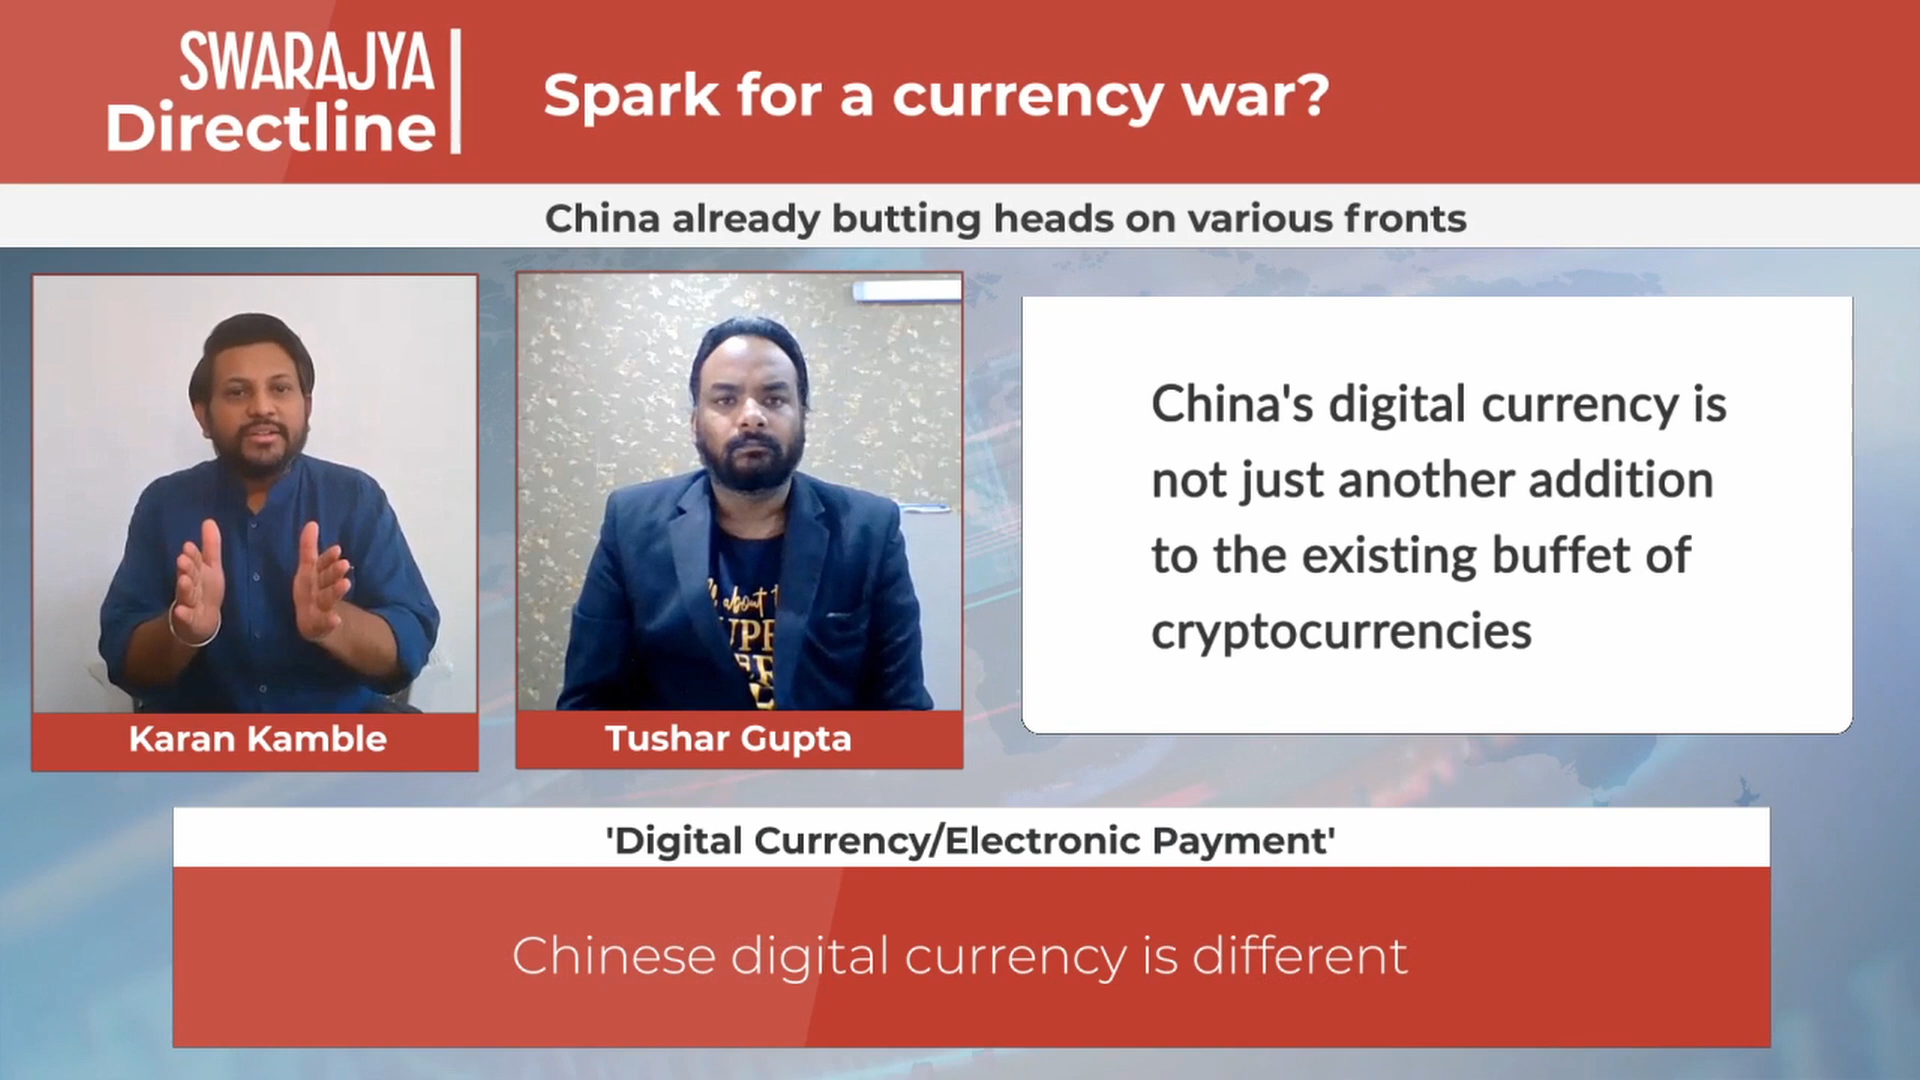 SWARAJYA
Directline
Spark for a currency war?
China already butting heads on various fronts
about
Karan Kamble
Tushar Gupta
China's digital currency is
not just another addition
to the existing buffet of
cryptocurrencies
'Digital Currency/Electronic Payment'
Chinese digital currency is different